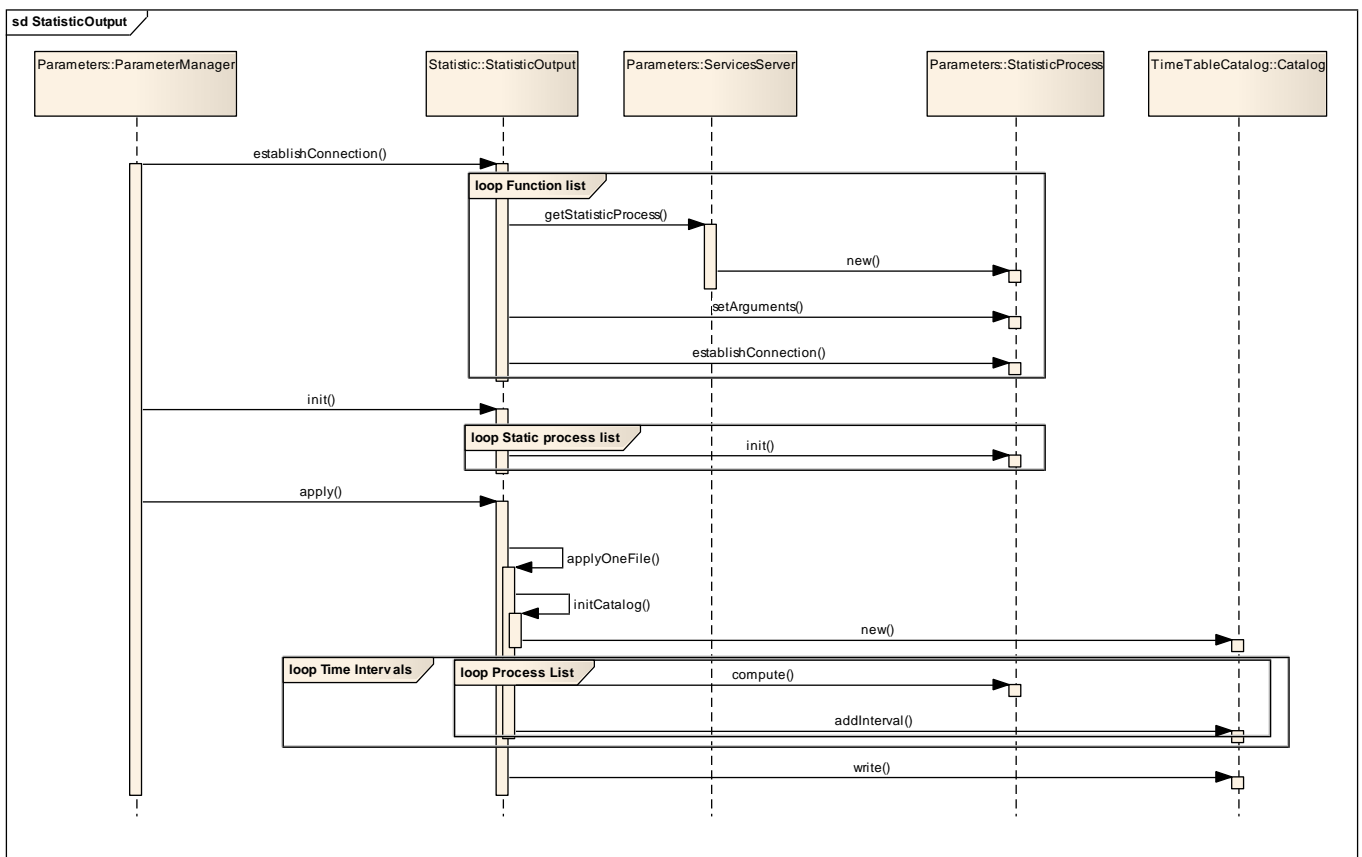 sd StatisticOutput
Parameters::ParameterManager
Statistic::StatisticOutput
Parameters::ServicesServer
Parameters::StatisticProcess
TimeTableCatalog::Catalog
establishConnection()
loop Function list
getStatisticProcess()
new()
setArguments()
establishConnection()
init()
loop Static process list
init()
apply()
applyOneFile()
initCatalog()
new()
loop Time Intervals
loop Process List
compute()
addInterval()
write()